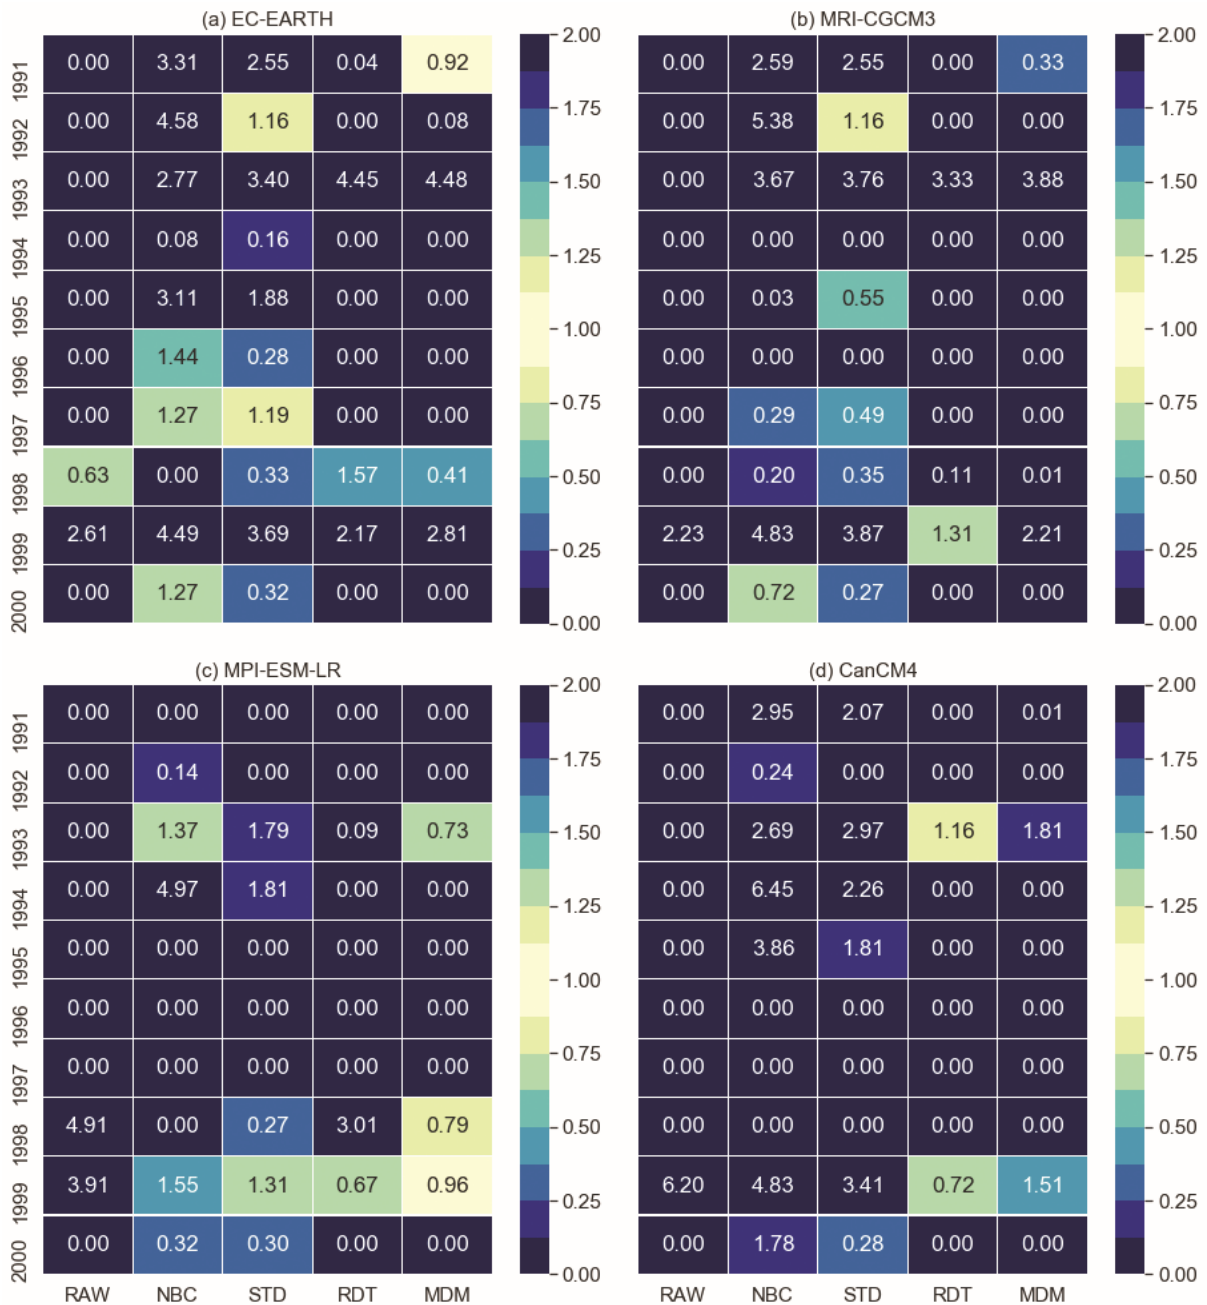 (a) EC-EARTH
1991 0.00 3.31 2.55 0.04 0.92
1992 0.00 4.58 1.16 0.00 0.08
1993 0.00 2.77 3.40 4.45 4.48
1994 0.00 0.08 0.16 0.00 0.00
1995 0.00 3.11 1.88 0.00 0.00
1996 0.00 1.44 0.28 0.00 0.00
1997 0.00 1.27 1.19 0.00 0.00
1998 0.63 0.00 0.33 1.57 0.41
1999 2.61 4.49 3.69 2.17 2.81
2000 0.00 1.27 0.32 0.00 0.00
2.00
1.75
1.50
1.25
1.00
0.75
0.50
0.25
0.00
(b) MRI-CGCM3
0.00 2.59 2.55 0.00 0.33
0.00 5.38 1.16 0.00 0.00
0.00 3.67 3.76 3.33 3.88
0.00 0.00 0.00 0.00 0.00
0.00 0.03 0.55 0.00 0.00
0.00 0.00 0.00 0.00 0.00
0.00 0.29 0.49 0.00 0.00
0.00 0.20 0.35 0.11 0.01
2.23 4.83 3.87 1.31 2.21
0.00 0.72 0.27 0.00 0.00
2.00
1.75
1.50
1.25
1.00
0.75
0.50
0.25
0.00
(c) MPI-ESM-LR
1991 0.00 0.00 0.00 0.00 0.00
1992 0.00 0.14 0.00 0.00 0.00
1993 0.00 1.37 1.79 0.09 0.73
1994 0.00 4.97 1.81 0.00 0.00
1995 0.00 0.00 0.00 0.00 0.00
1996 0.00 0.00 0.00 0.00 0.00
1997 0.00 0.00 0.00 0.00 0.00
1998 4.91 0.00 0.27 3.01 0.79
1999 3.91 1.55 1.31 0.67 0.96
2000 0.00 0.32 0.30 0.00 0.00
RAW NBC STD RDT MDM
2.00
1.75
1.50
1.25
1.00
0.75
0.50
0.25
0.00
(d) CanCM4
0.00 2.95 2.07 0.00 0.01
0.00 0.24 0.00 0.00 0.00
0.00 2.69 2.97 1.16 1.81
0.00 6.45 2.26 0.00 0.00
0.00 3.86 1.81 0.00 0.00
0.00 0.00 0.00 0.00 0.00
0.00 0.00 0.00 0.00 0.00
0.00 0.00 0.00 0.00 0.00
6.20 4.83 3.41 0.72 1.51
0.00 1.78 0.28 0.00 0.00
RAW NBC STD RDT MDM
2.00
1.75
1.50
1.25
1.00
0.75
0.50
0.25
0.00